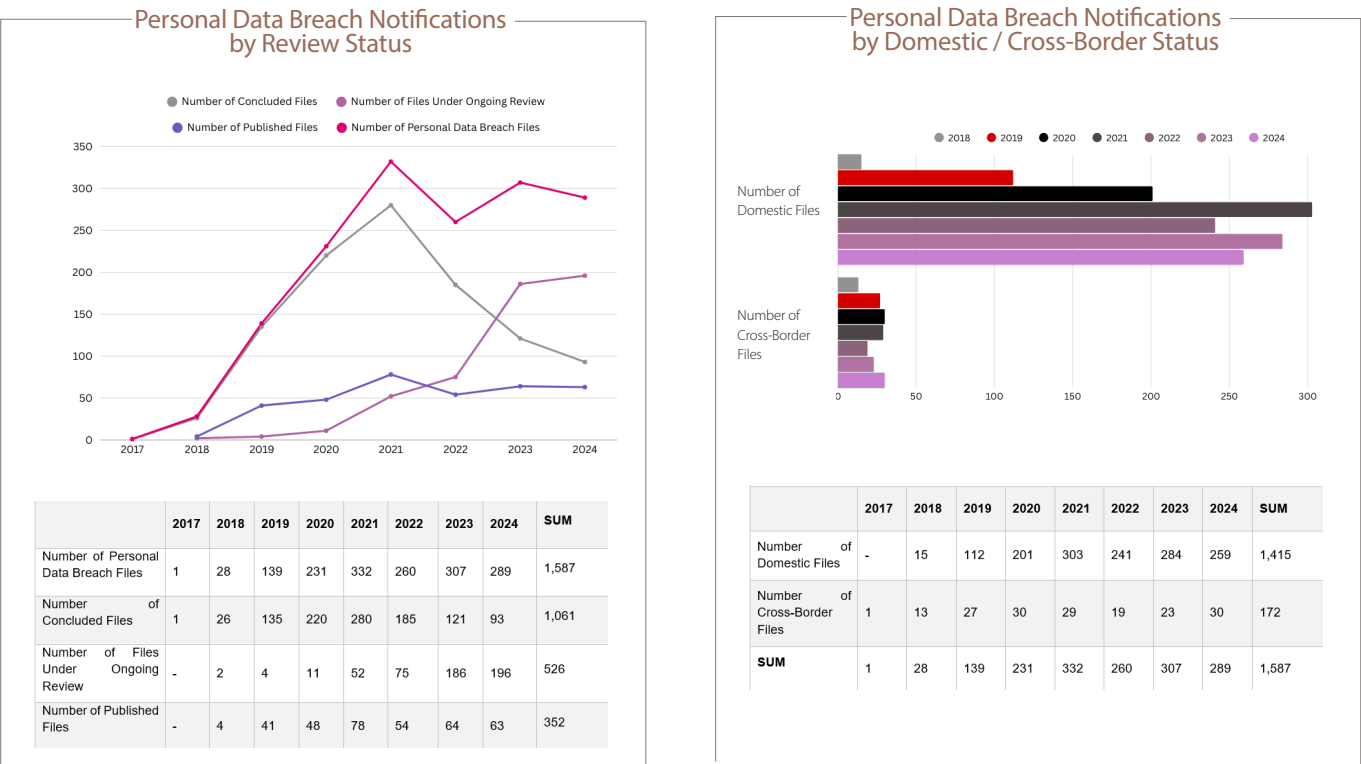 Personal Data Breach Notifications
by Review Status
Number of Concluded Files
Number of Files Under Ongoing Review
Number of Published Files
Number of Personal Data Breach Files
350
300
250
200
150
100
50
0
2017 2018 2019 2020 2021 2022 2023 2024
2017 2018 2019 2020 2021 2022 2023 2024 SUM
Number of Personal
Data Breach Files 1 28 139 231 332 260 307 289 1,587
Number of
Concluded Files 1 26 135 220 280 185 121 93 1,061
Number of Files
Under Ongoing
Review - 2 4 11 52 75 186 196 526
Number of Published
Files - 4 41 48 78 54 64 63 352
Personal Data Breach Notifications
by Domestic / Cross-Border Status
2018 2019 2020 2021 2022 2023 2024
Number of
Domestic Files
Number of
Cross-Border
Files
0 50 100 150 200 250 300
2017 2018 2019 2020 2021 2022 2023 2024 SUM
Number of
Domestic Files - 15 112 201 303 241 284 259 1,415
Number of
Cross-Border
Files 1 13 27 30 29 19 23 30 172
SUM 1 28 139 231 332 260 307 289 1,587